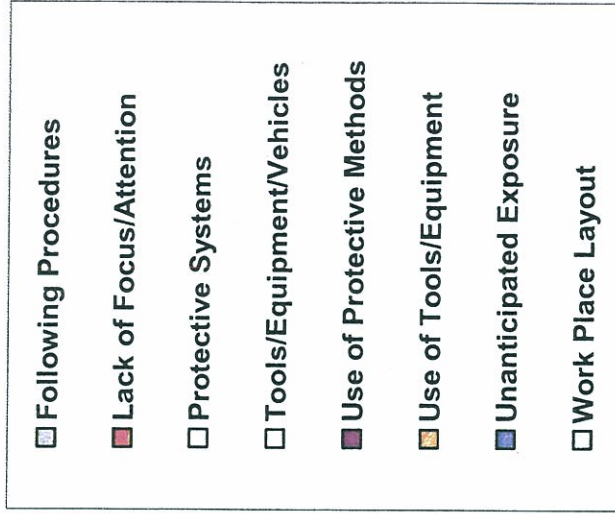 Following Procedures
Lack of Focus/Attention
Protective Systems
Tools/Equipment/Vehicles
Use of Protective Methods
Use of Tools/Equipment
Unanticipated Exposure
Work Place Layout